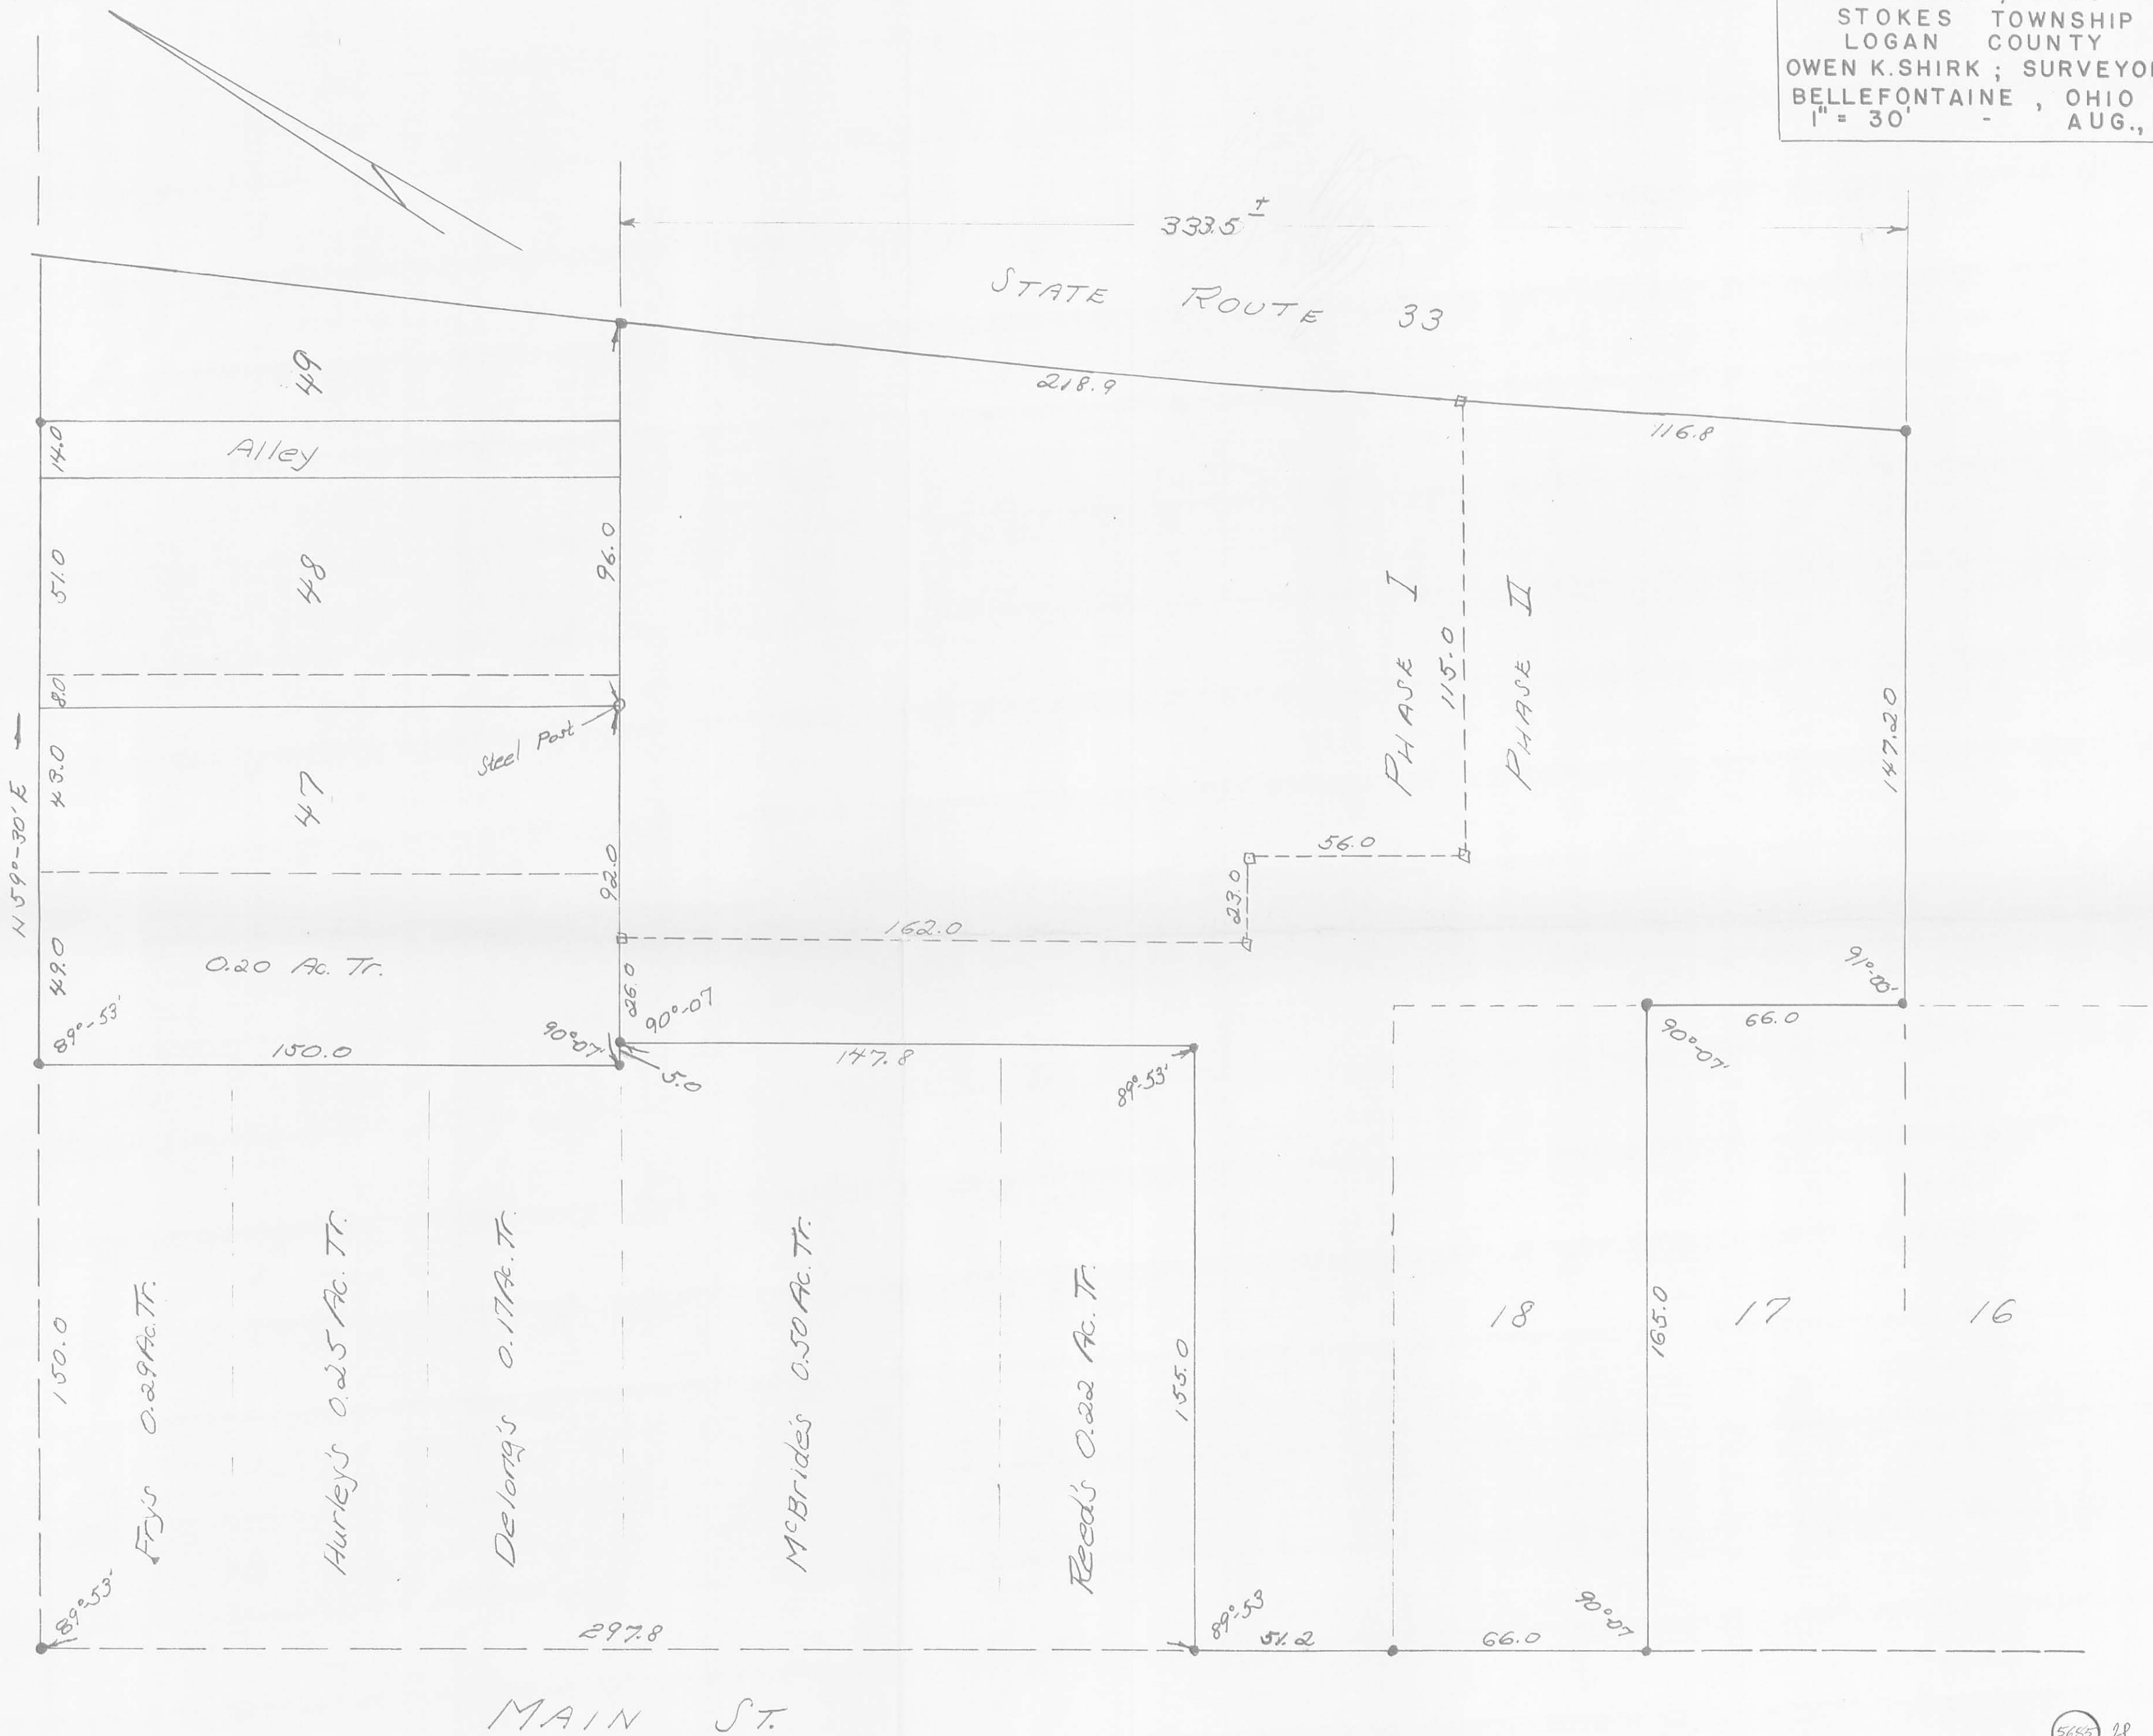 STOKES TOWNSHIP
LOGAN COUNTY
OWEN K. SHIRK ; SURVEYOR
BELLEFONTAINE , OHIO
1" = 30' - AUG.,
333.5 ±
STATE ROUTE 33
218.9
116.8
49
14.0
Alley
51.0
48
96.0
8.0
Steel Post
N 59°-30' E
43.0
47
92.0
PHASE I
115.0
PHASE II
147.20
56.0
23.0
162.0
49.0
0.20 Ac. Tr.
26.0
90°-07
89°-53'
150.0
90°-07'
5.0
147.8
89°-53'
91°-00'
66.0
90°-07'
150.0
Fry's 0.29 Ac. Tr.
Hurley's 0.25 Ac. Tr.
Delong's 0.17 Ac. Tr.
McBride's 0.50 Ac. Tr.
Reed's 0.22 Ac. Tr.
155.0
18
165.0
17
16
89°-53'
297.8
89°-53
51.2
66.0
90°-07
MAIN ST.